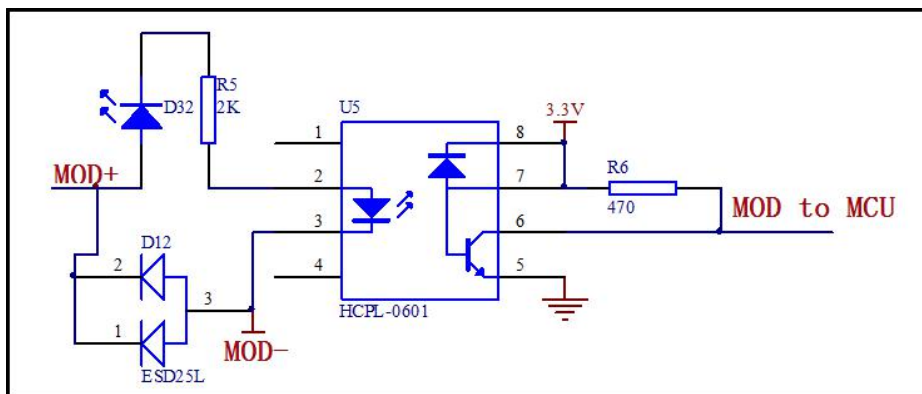 R5
2K
D32
MOD+
U5
1
2
3
4
8
7
6
5
HCPL-0601
3.3V
R6
470
MOD to MCU
D12
2
1
3
ESD25L
MOD-